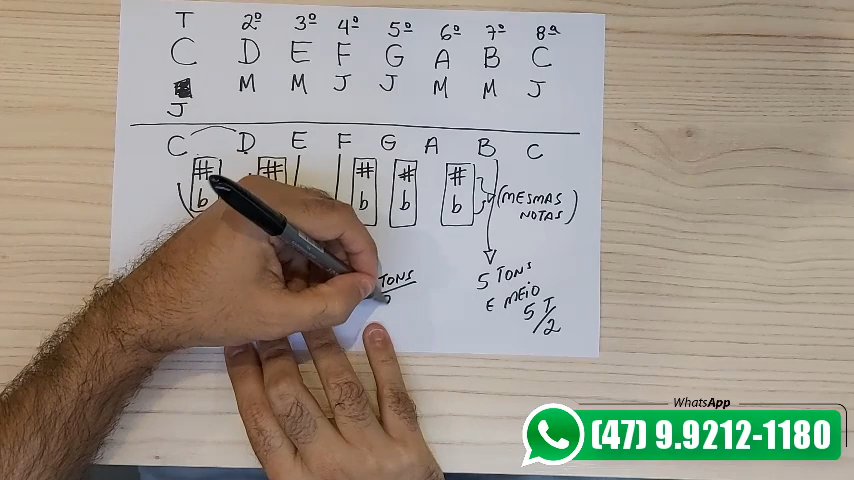 T 2º 3º 4º 5º 6º 7º 8ª
C D E F G A B C
J M M J J M M J
C D E F G A B C
# # # # #
b b b b
(MESMAS
NOTAS)
TONS
5 TONS
E MEIO
5 T/2
WhatsApp
(47) 9.9212-1180